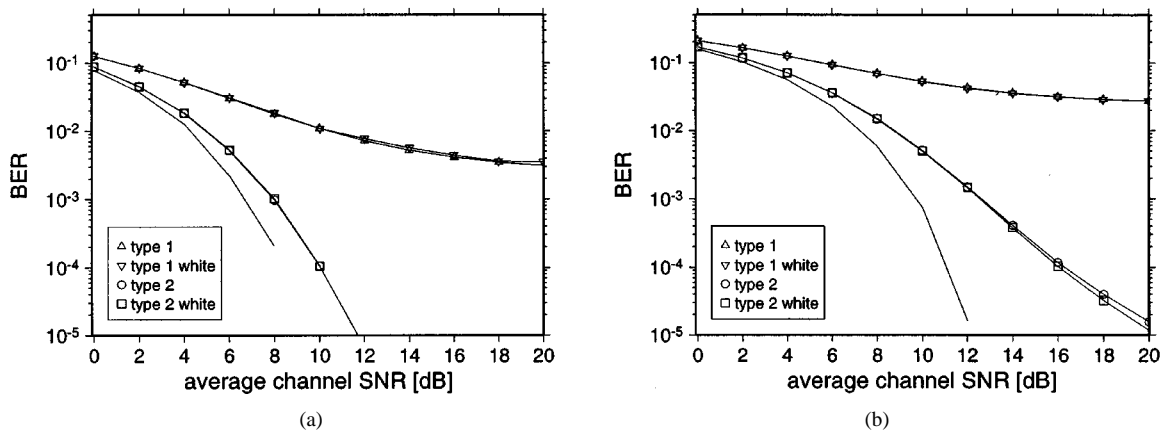 10^-1
10^-2
10^-3
10^-4
10^-5
BER
type 1
type 1 white
type 2
type 2 white
0 2 4 6 8 10 12 14 16 18 20
average channel SNR [dB]
(a)
10^-1
10^-2
10^-3
10^-4
10^-5
BER
type 1
type 1 white
type 2
type 2 white
0 2 4 6 8 10 12 14 16 18 20
average channel SNR [dB]
(b)